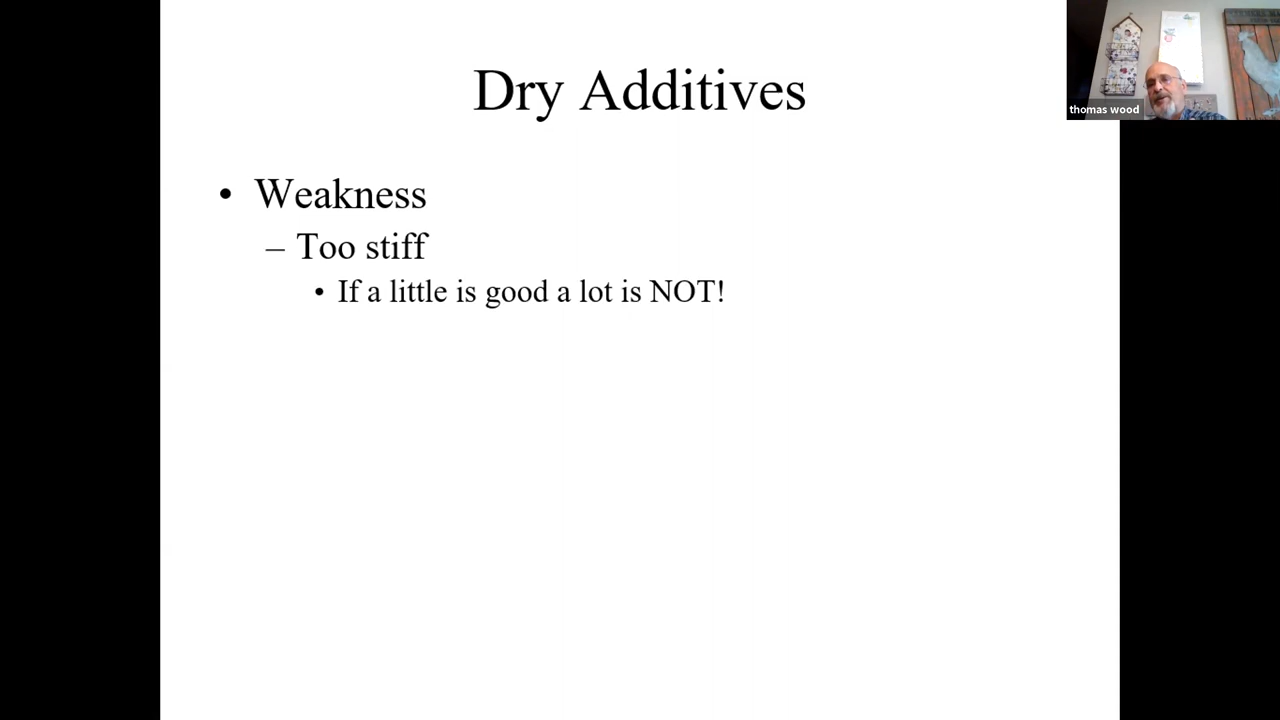 Dry Additives
• Weakness
– Too stiff
• If a little is good a lot is NOT!
thomas wood